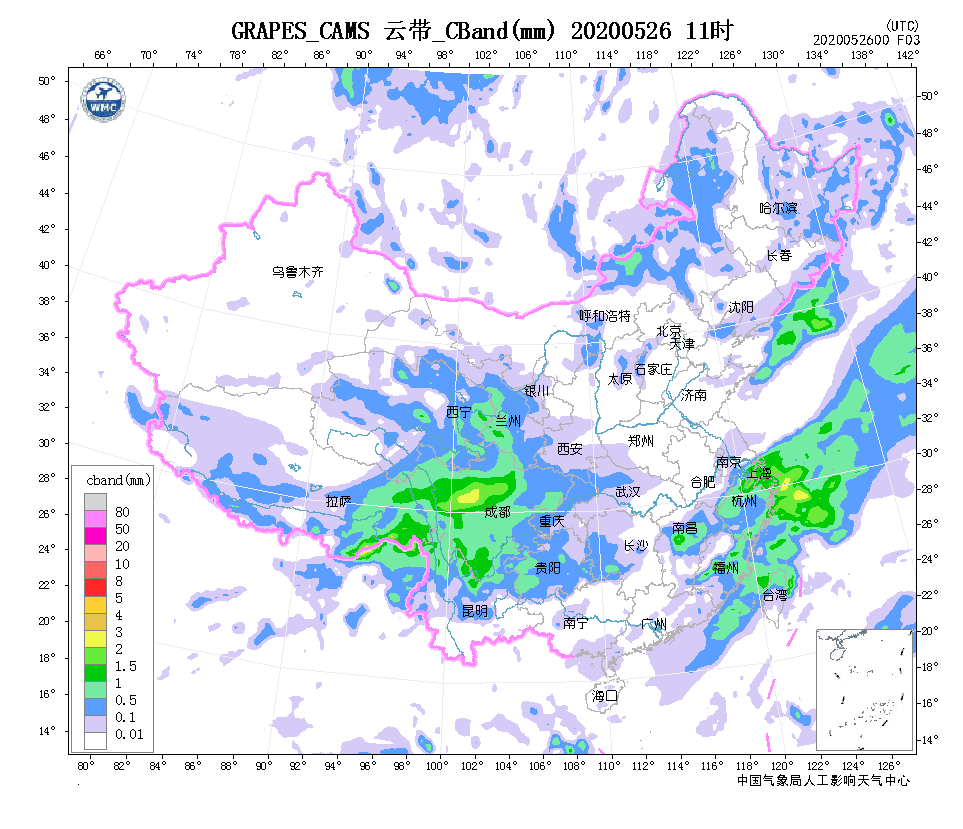 GRAPES_CAMS 云带_CBand(mm) 20200526 11时
(UTC)
2020052600 F03
66° 70° 74° 78° 82° 86° 90° 94° 98° 102° 106° 110° 114° 118° 122° 126° 130° 134° 138° 142°
50° 50°
48° 48°
46° 46°
44° 44°
42° 42°
40° 40°
38° 38°
36° 36°
34° 34°
32° 32°
30° 30°
28° 28°
26° 26°
24° 24°
22° 22°
20° 20°
18° 18°
16° 16°
14° 14°
WMC
哈尔滨
长春
乌鲁木齐
沈阳
呼和浩特
北京
天津
石家庄
太原
银川
济南
西宁
兰州
郑州
西安
南京
上海
合肥
武汉
拉萨
杭州
成都
重庆
南昌
长沙
贵阳
福州
台湾
昆明
南宁
广州
海口
cband(mm)
80
50
20
10
8
5
4
3
2
1.5
1
0.5
0.1
0.01
80° 82° 84° 86° 88° 90° 92° 94° 96° 98° 100° 102° 104° 106° 108° 110° 112° 114° 116° 118° 120° 122° 124° 126°
中国气象局人工影响天气中心